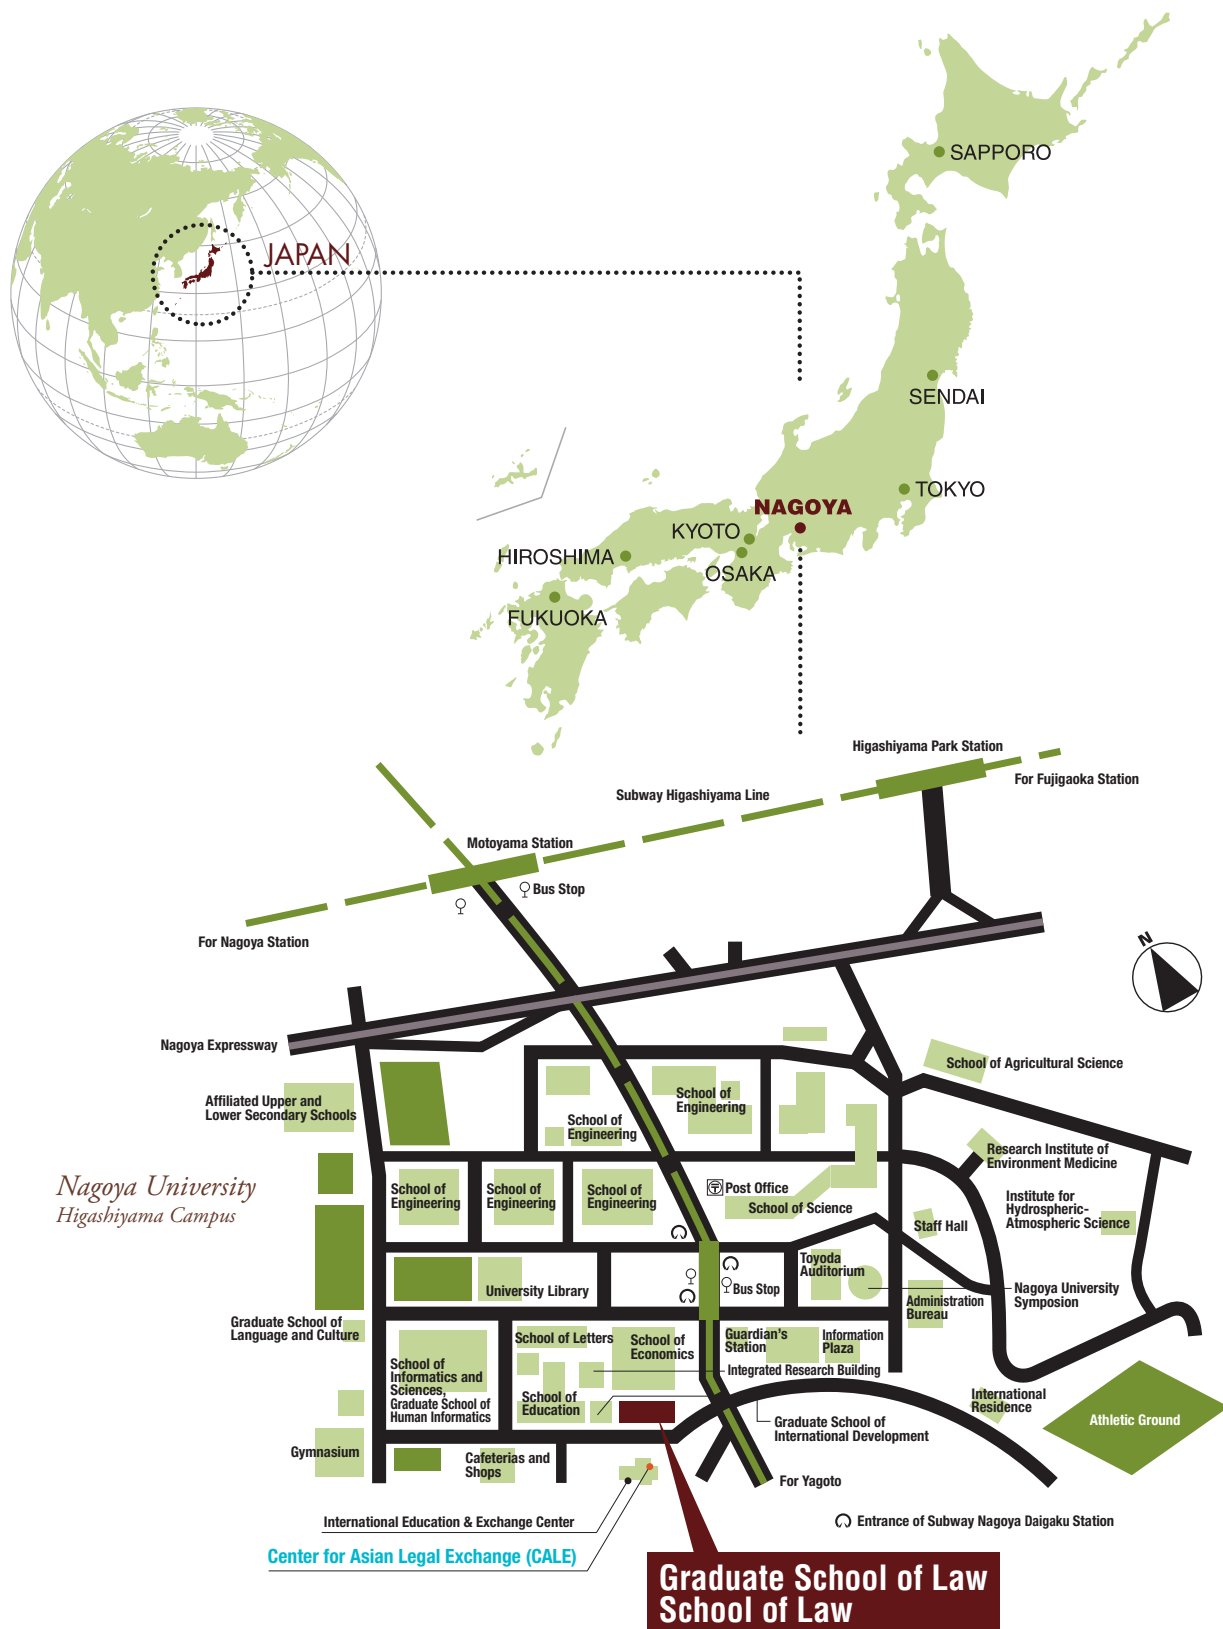 SAPPORO
JAPAN
SENDAI
TOKYO
NAGOYA
KYOTO
HIROSHIMA
OSAKA
FUKUOKA
Higashiyama Park Station
For Fujigaoka Station
Subway Higashiyama Line
Motoyama Station
Bus Stop
For Nagoya Station
N
Nagoya Expressway
School of Agricultural Science
Affiliated Upper and
Lower Secondary Schools
School of
Engineering
School of
Engineering
Research Institute of
Environment Medicine
Nagoya University
Higashiyama Campus
School of
Engineering
School of
Engineering
School of
Engineering
Post Office
School of Science
Institute for
Hydrospheric-
Atmospheric Science
Staff Hall
Toyoda
Auditorium
University Library
Bus Stop
Administration
Bureau
Nagoya University
Symposion
Graduate School of
Language and Culture
School of Letters
School of
Economics
Guardian's
Station
Information
Plaza
School of
Informatics and
Sciences,
Graduate School of
Human Informatics
Integrated Research Building
School of
Education
International
Residence
Athletic Ground
Graduate School of
International Development
Gymnasium
Cafeterias and
Shops
For Yagoto
International Education & Exchange Center
Entrance of Subway Nagoya Daigaku Station
Center for Asian Legal Exchange (CALE)
Graduate School of Law
School of Law